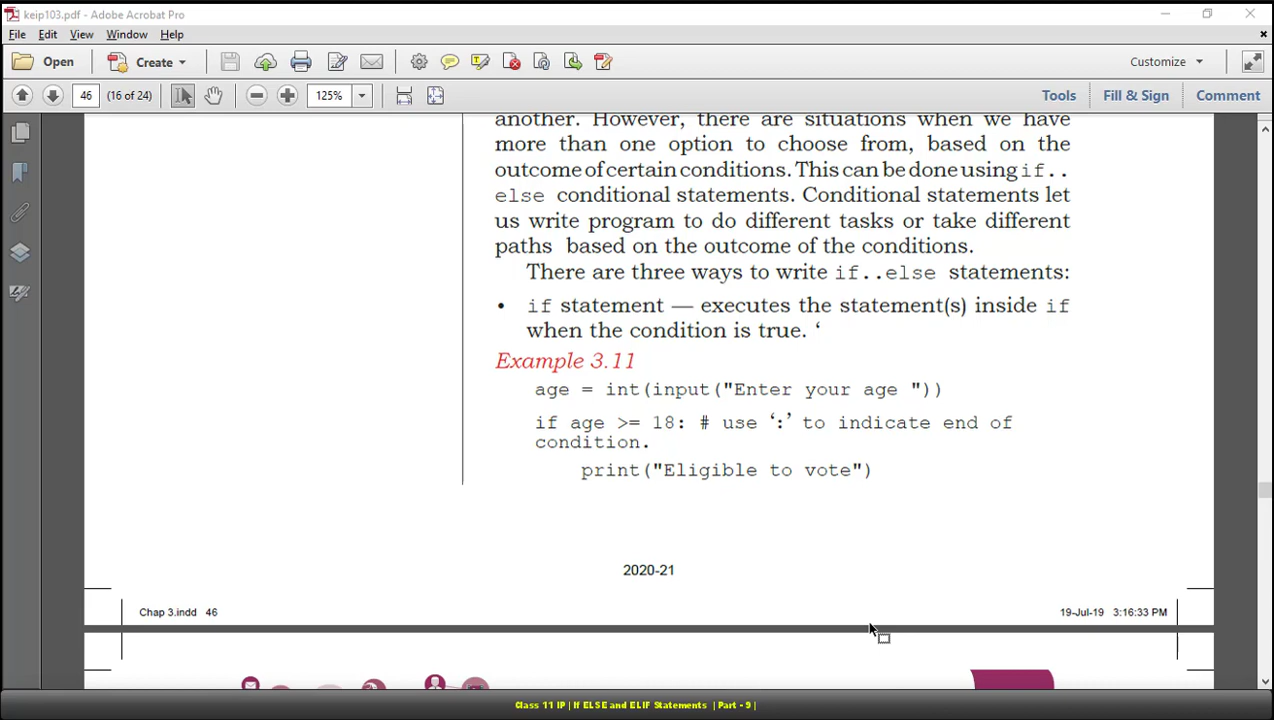 keip103.pdf - Adobe Acrobat Pro
File Edit View Window Help
Open Create Customize
46 (16 of 24) 125% Tools Fill & Sign Comment
another. However, there are situations when we have
more than one option to choose from, based on the
outcome of certain conditions. This can be done using if..
else conditional statements. Conditional statements let
us write program to do different tasks or take different
paths based on the outcome of the conditions.
There are three ways to write if..else statements:
• if statement — executes the statement(s) inside if
when the condition is true. ‘
Example 3.11
age = int(input("Enter your age "))
if age >= 18: # use ‘:’ to indicate end of
condition.
print("Eligible to vote")
2020-21
Chap 3.indd 46 19-Jul-19 3:16:33 PM
Class 11 IP | If ELSE and ELIF Statements | Part - 9 |